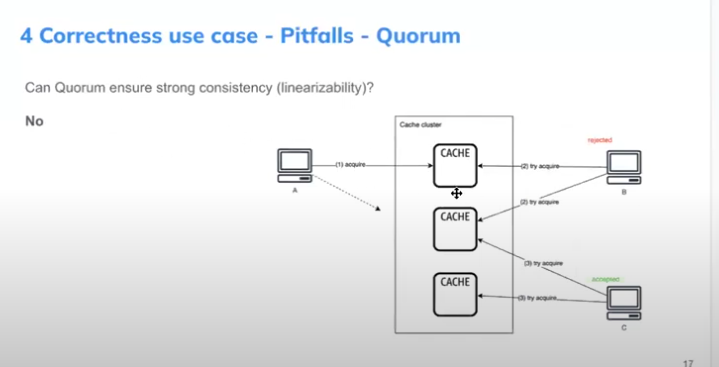 4 Correctness use case - Pitfalls - Quorum
Can Quorum ensure strong consistency (linearizability)?
No
Cache cluster
rejected
CACHE
(1) acquire
(2) try acquire
A
B
(2) try acquire
CACHE
(3) try acquire
accepted
CACHE
(3) try acquire
C
17